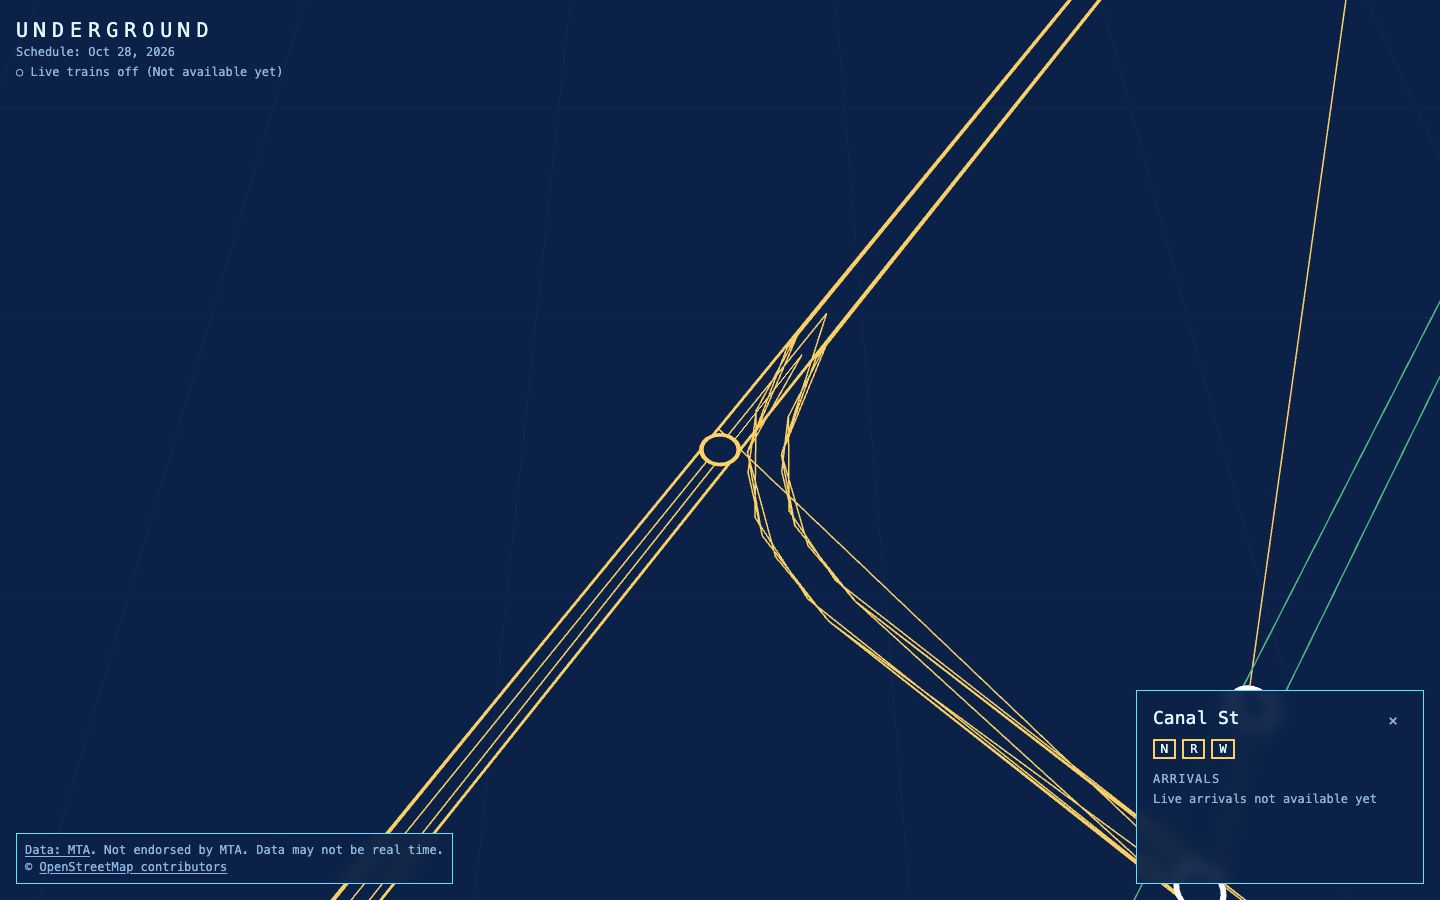 UNDERGROUND
Schedule: Oct 28, 2026
○ Live trains off (Not available yet)
Canal St ×
N R W
ARRIVALS
Live arrivals not available yet
Data: MTA. Not endorsed by MTA. Data may not be real time.
© OpenStreetMap contributors